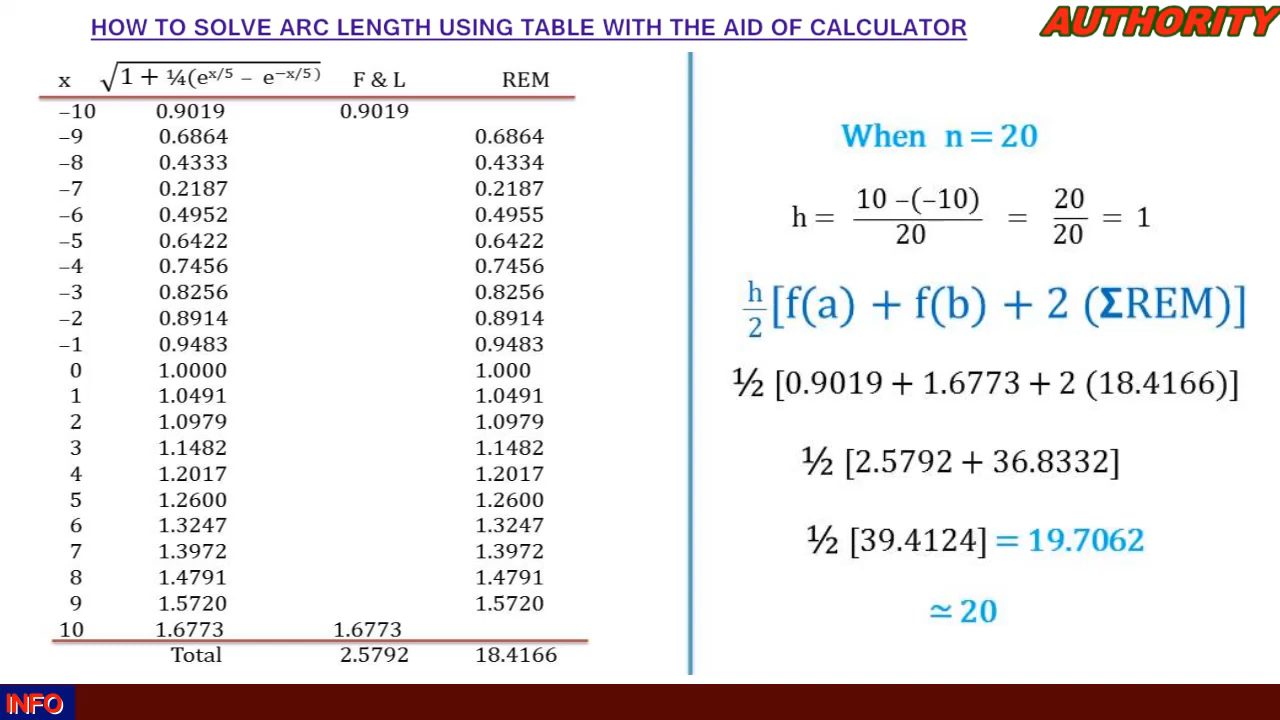 HOW TO SOLVE ARC LENGTH USING TABLE WITH THE AID OF CALCULATOR
AUTHORITY
x √1 + ¼(e^x/5 – e^–x/5) F & L REM
–10 0.9019 0.9019
–9 0.6864 0.6864
–8 0.4333 0.4334
–7 0.2187 0.2187
–6 0.4952 0.4955
–5 0.6422 0.6422
–4 0.7456 0.7456
–3 0.8256 0.8256
–2 0.8914 0.8914
–1 0.9483 0.9483
0 1.0000 1.000
1 1.0491 1.0491
2 1.0979 1.0979
3 1.1482 1.1482
4 1.2017 1.2017
5 1.2600 1.2600
6 1.3247 1.3247
7 1.3972 1.3972
8 1.4791 1.4791
9 1.5720 1.5720
10 1.6773 1.6773
Total 2.5792 18.4166
When n = 20
h = 10 –(–10)/20 = 20/20 = 1
h/2 [f(a) + f(b) + 2 (ΣREM)]
½ [0.9019 + 1.6773 + 2 (18.4166)]
½ [2.5792 + 36.8332]
½ [39.4124] = 19.7062
≃ 20
INFO